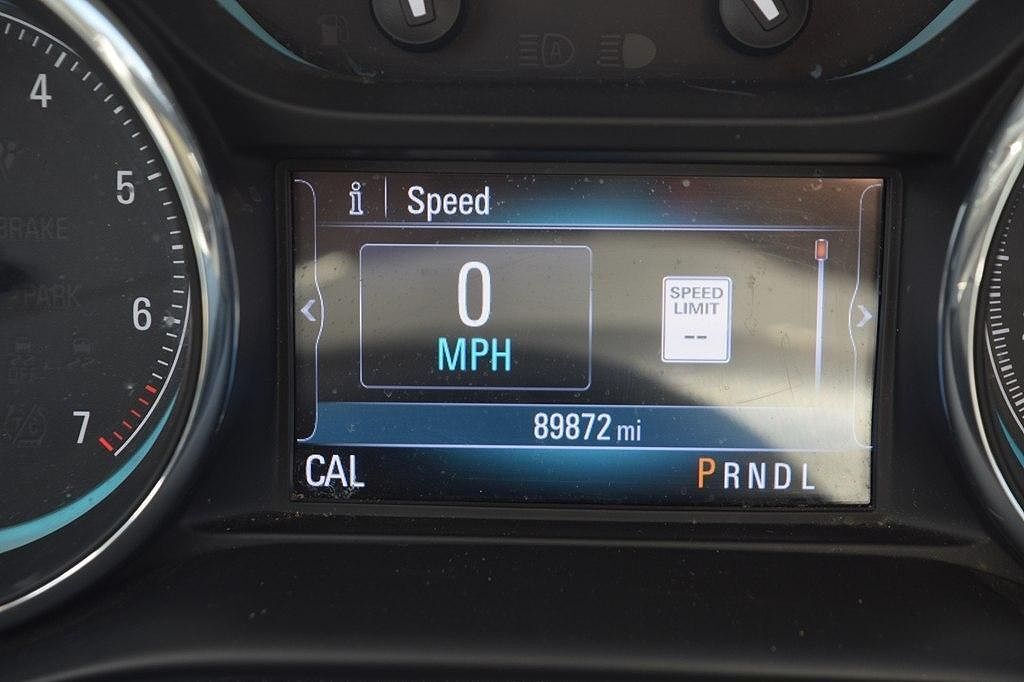 4
5
BRAKE
PARK
6
7
i Speed
0
MPH
SPEED
LIMIT
--
89872 mi
CAL
PRNDL